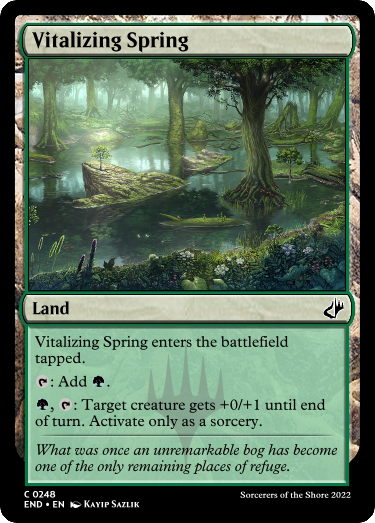 Vitalizing Spring
Land
Vitalizing Spring enters the battlefield
tapped.
: Add .
, : Target creature gets +0/+1 until end
of turn. Activate only as a sorcery.
What was once an unremarkable bog has become
one of the only remaining places of refuge.
C 0248
END • EN Kayip Sazlik
Sorcerers of the Shore 2022